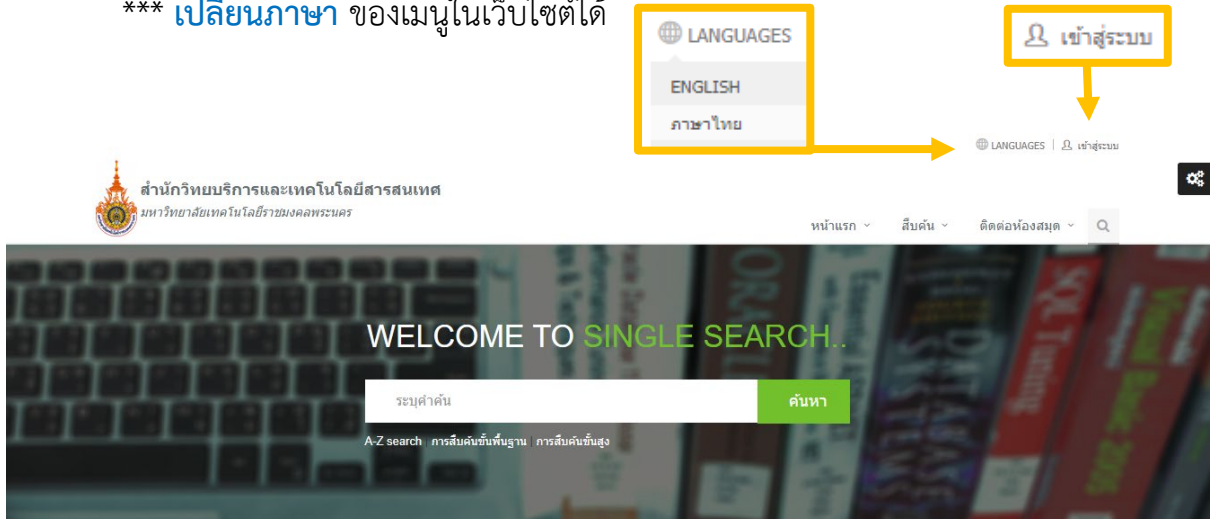 *** เปลี่ยนภาษา ของเมนูในเว็บไซต์ได้
LANGUAGES
ENGLISH
ภาษาไทย
เข้าสู่ระบบ
LANGUAGES | เข้าสู่ระบบ
สำนักวิทยบริการและเทคโนโลยีสารสนเทศ
มหาวิทยาลัยเทคโนโลยีราชมงคลพระนคร
หน้าแรก สืบค้น ติดต่อห้องสมุด
WELCOME TO SINGLE SEARCH..
ระบุคำค้น ค้นหา
A-Z search | การสืบค้นขั้นพื้นฐาน | การสืบค้นขั้นสูง
SQL Tuning
DATABASE
SYSTEMS
Visual Basic 2005